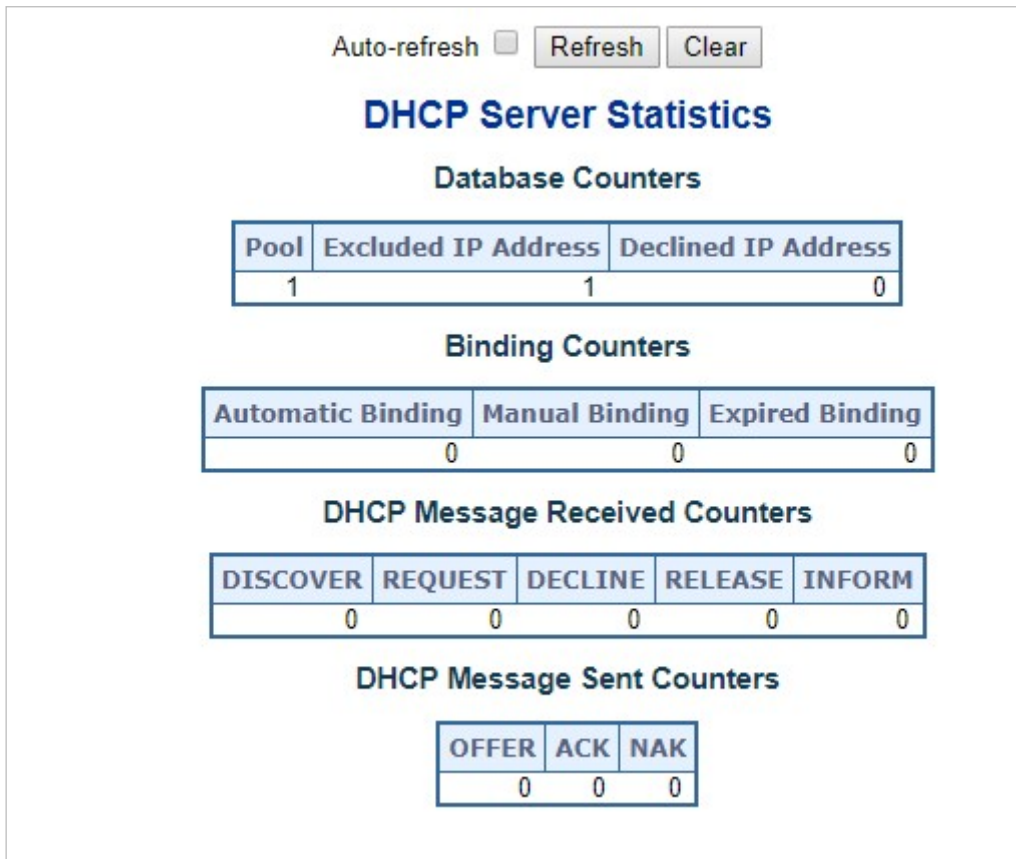 Auto-refresh Refresh Clear
DHCP Server Statistics
Database Counters
Pool Excluded IP Address Declined IP Address
1 1 0
Binding Counters
Automatic Binding Manual Binding Expired Binding
0 0 0
DHCP Message Received Counters
DISCOVER REQUEST DECLINE RELEASE INFORM
0 0 0 0 0
DHCP Message Sent Counters
OFFER ACK NAK
0 0 0